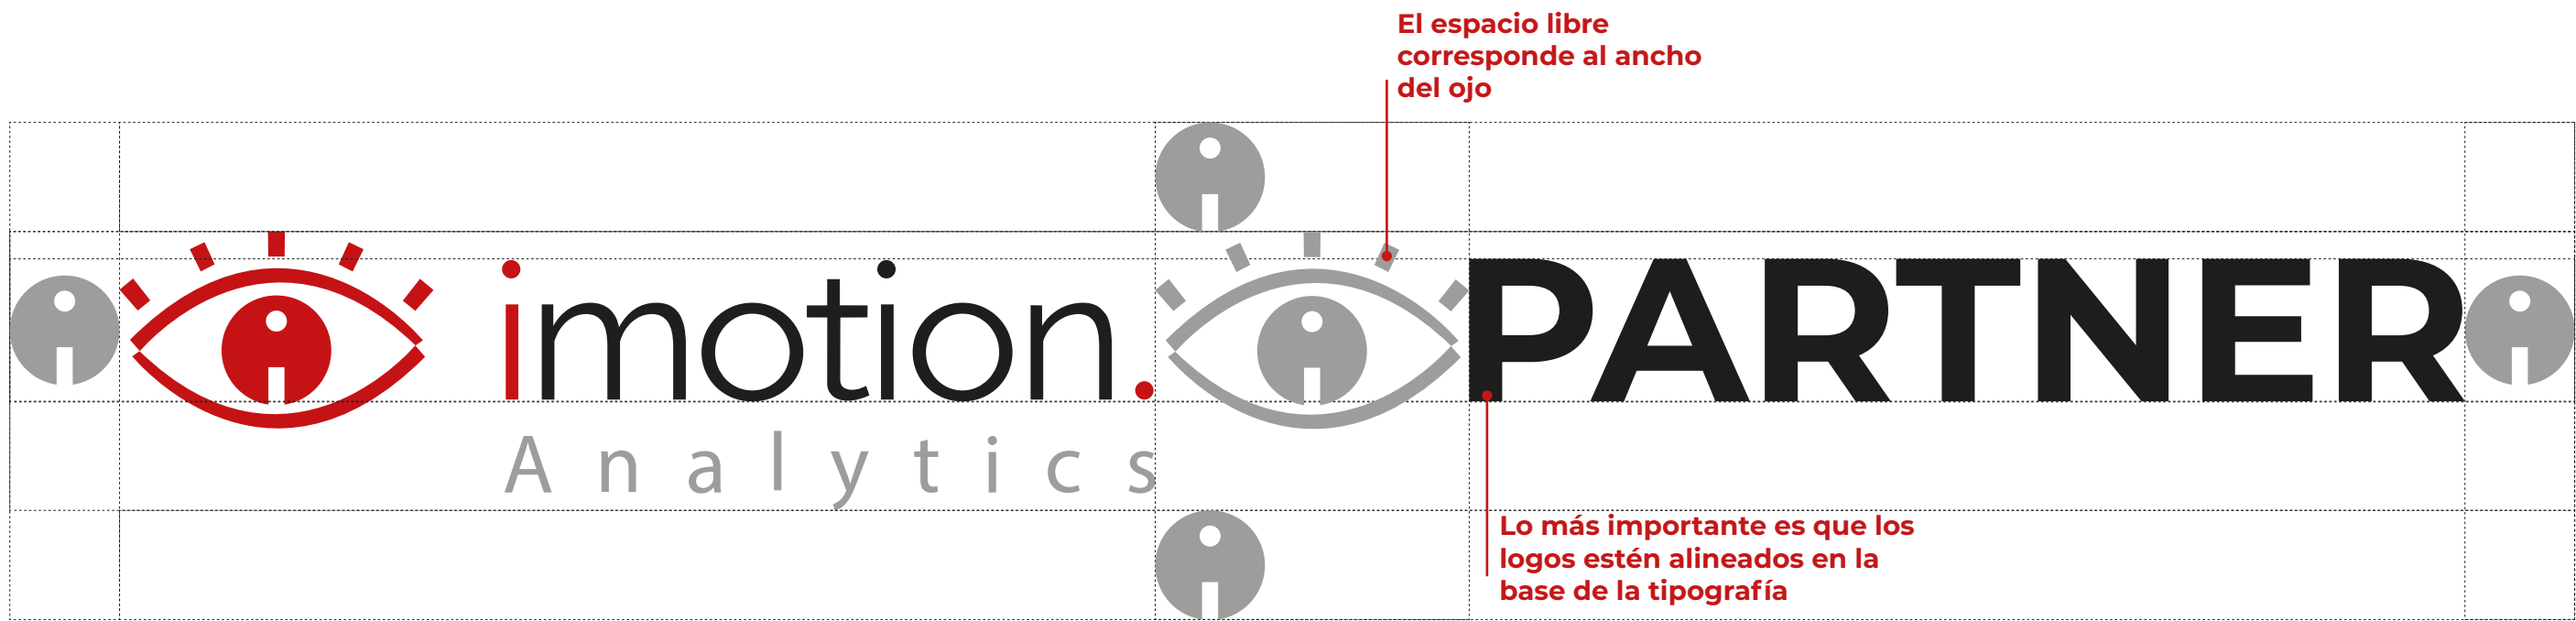 El espacio libre
corresponde al ancho
del ojo
imotion.
PARTNER
Analytics
Lo más importante es que los
logos estén alineados en la
base de la tipografía